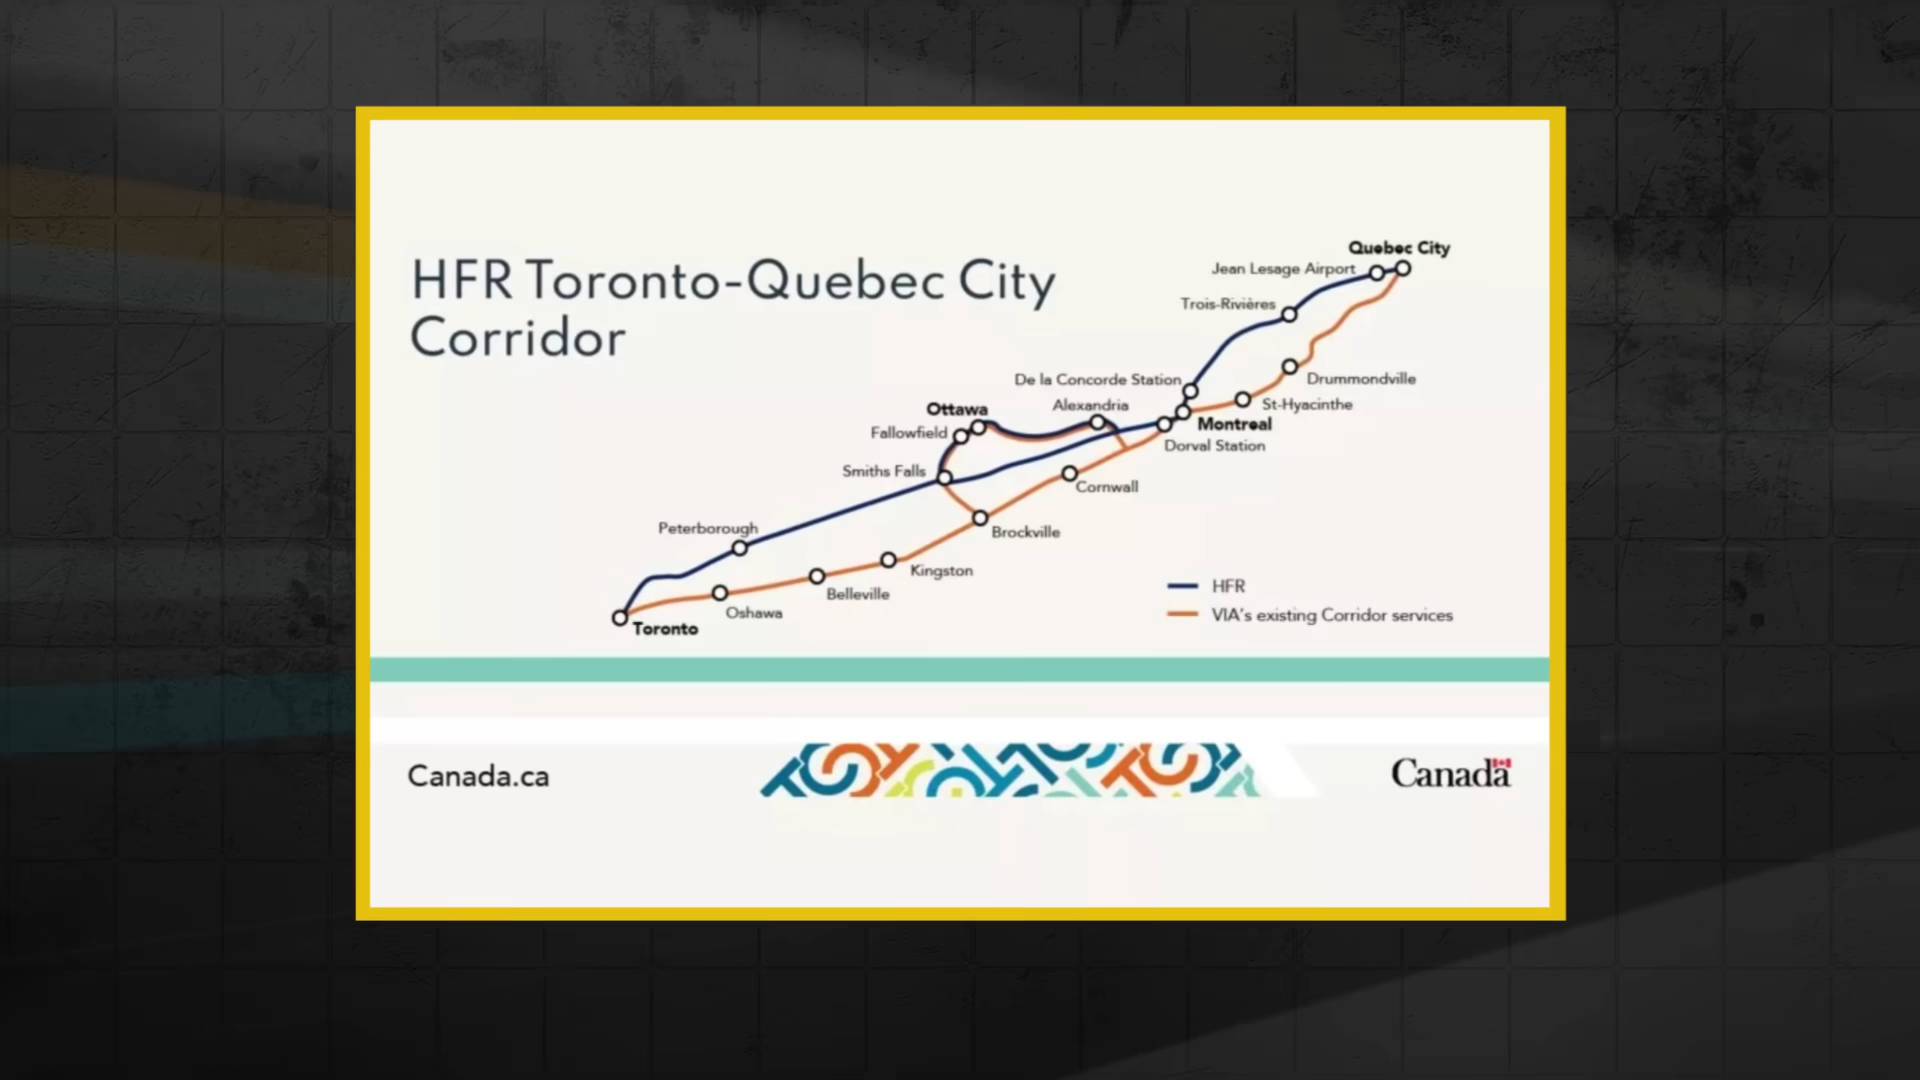 HFR Toronto-Quebec City
Corridor
Quebec City
Jean Lesage Airport
Trois-Rivières
De la Concorde Station
Drummondville
Alexandria
St-Hyacinthe
Ottawa
Montreal
Fallowfield
Dorval Station
Smiths Falls
Cornwall
Peterborough
Brockville
Kingston
HFR
Belleville
Oshawa
VIA's existing Corridor services
Toronto
Canada.ca
Canada